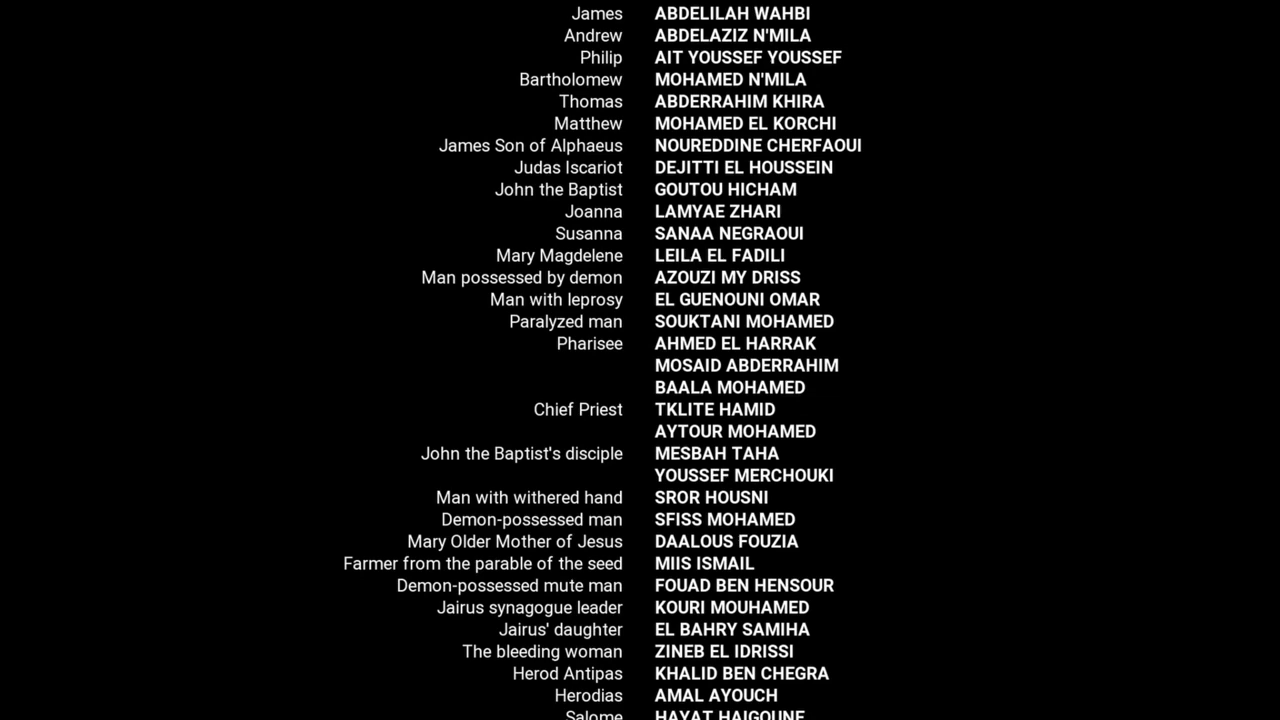 James ABDELILAH WAHBI
Andrew ABDELAZIZ N'MILA
Philip AIT YOUSSEF YOUSSEF
Bartholomew MOHAMED N'MILA
Thomas ABDERRAHIM KHIRA
Matthew MOHAMED EL KORCHI
James Son of Alphaeus NOUREDDINE CHERFAOUI
Judas Iscariot DEJITTI EL HOUSSEIN
John the Baptist GOUTOU HICHAM
Joanna LAMYAE ZHARI
Susanna SANAA NEGRAOUI
Mary Magdelene LEILA EL FADILI
Man possessed by demon AZOUZI MY DRISS
Man with leprosy EL GUENOUNI OMAR
Paralyzed man SOUKTANI MOHAMED
Pharisee AHMED EL HARRAK
MOSAID ABDERRAHIM
BAALA MOHAMED
Chief Priest TKLITE HAMID
AYTOUR MOHAMED
John the Baptist's disciple MESBAH TAHA
YOUSSEF MERCHOUKI
Man with withered hand SROR HOUSNI
Demon-possessed man SFISS MOHAMED
Mary Older Mother of Jesus DAALOUS FOUZIA
Farmer from the parable of the seed MIIS ISMAIL
Demon-possessed mute man FOUAD BEN HENSOUR
Jairus synagogue leader KOURI MOUHAMED
Jairus' daughter EL BAHRY SAMIHA
The bleeding woman ZINEB EL IDRISSI
Herod Antipas KHALID BEN CHEGRA
Herodias AMAL AYOUCH
Salome HAYAT HAIGOUNE